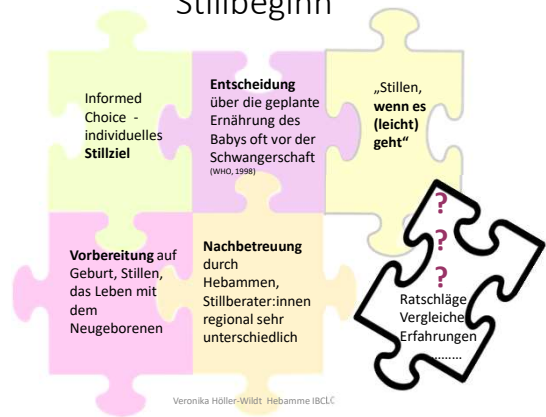 Stillbeginn
Informed
Choice -
individuelles
Stillziel
Entscheidung
über die geplante
Ernährung des
Babys oft vor der
Schwangerschaft
(WHO, 1998)
„Stillen,
wenn es
(leicht)
geht“
Vorbereitung auf
Geburt, Stillen,
das Leben mit
dem
Neugeborenen
Nachbetreuung
durch
Hebammen,
Stillberater:innen
regional sehr
unterschiedlich
?
?
?
Ratschläge
Vergleiche
Erfahrungen
.........
Veronika Höller-Wildt Hebamme IBCLC